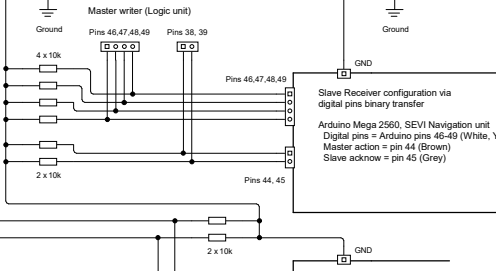 Master writer (Logic unit)
Ground
Pins 46,47,48,49
Pins 38, 39
Ground
4 x 10k
GND
Pins 46,47,48,49
Slave Receiver configuration via
digital pins binary transfer
Arduino Mega 2560, SEVI Navigation unit
Digital pins = Arduino pins 46-49 (White,
Master action = pin 44 (Brown)
Slave acknow = pin 45 (Grey)
2 x 10k
Pins 44, 45
2 x 10k
GND